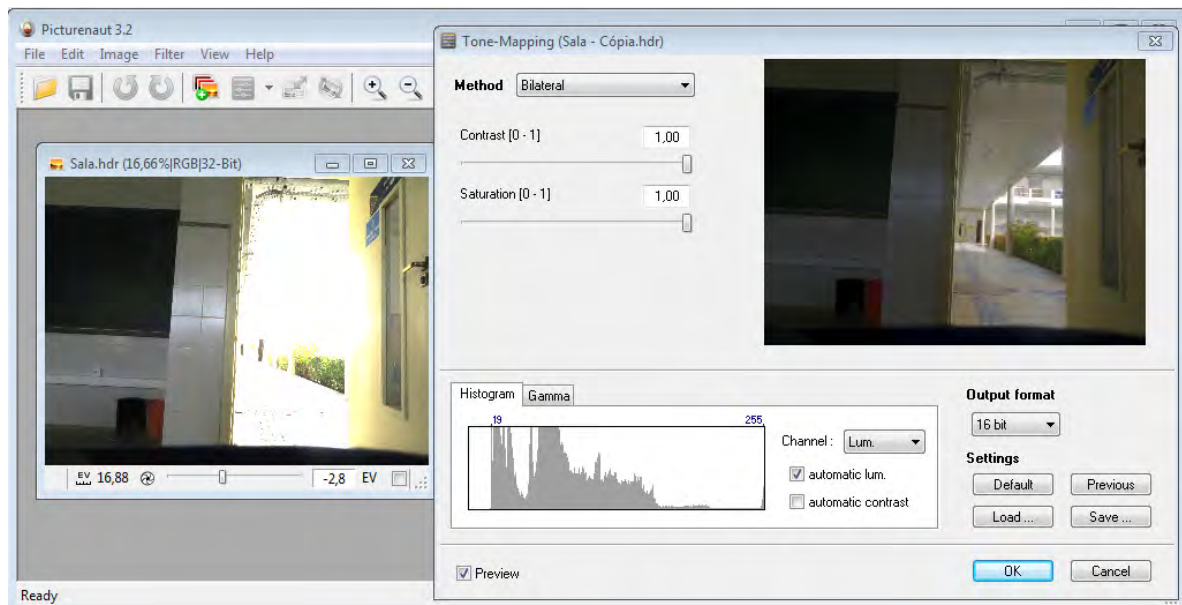 Picturenaut 3.2
File Edit Image Filter View Help
Sala.hdr (16,66%|RGB|32-Bit)
EV 16,88 -2,8 EV
Ready
Tone-Mapping (Sala - Cópia.hdr)
Method Bilateral
Contrast [0 - 1] 1,00
Saturation [0 - 1] 1,00
Histogram Gamma
19 255
Channel : Lum.
automatic lum.
automatic contrast
Output format
16 bit
Settings
Default Previous
Load ... Save ...
Preview
OK Cancel